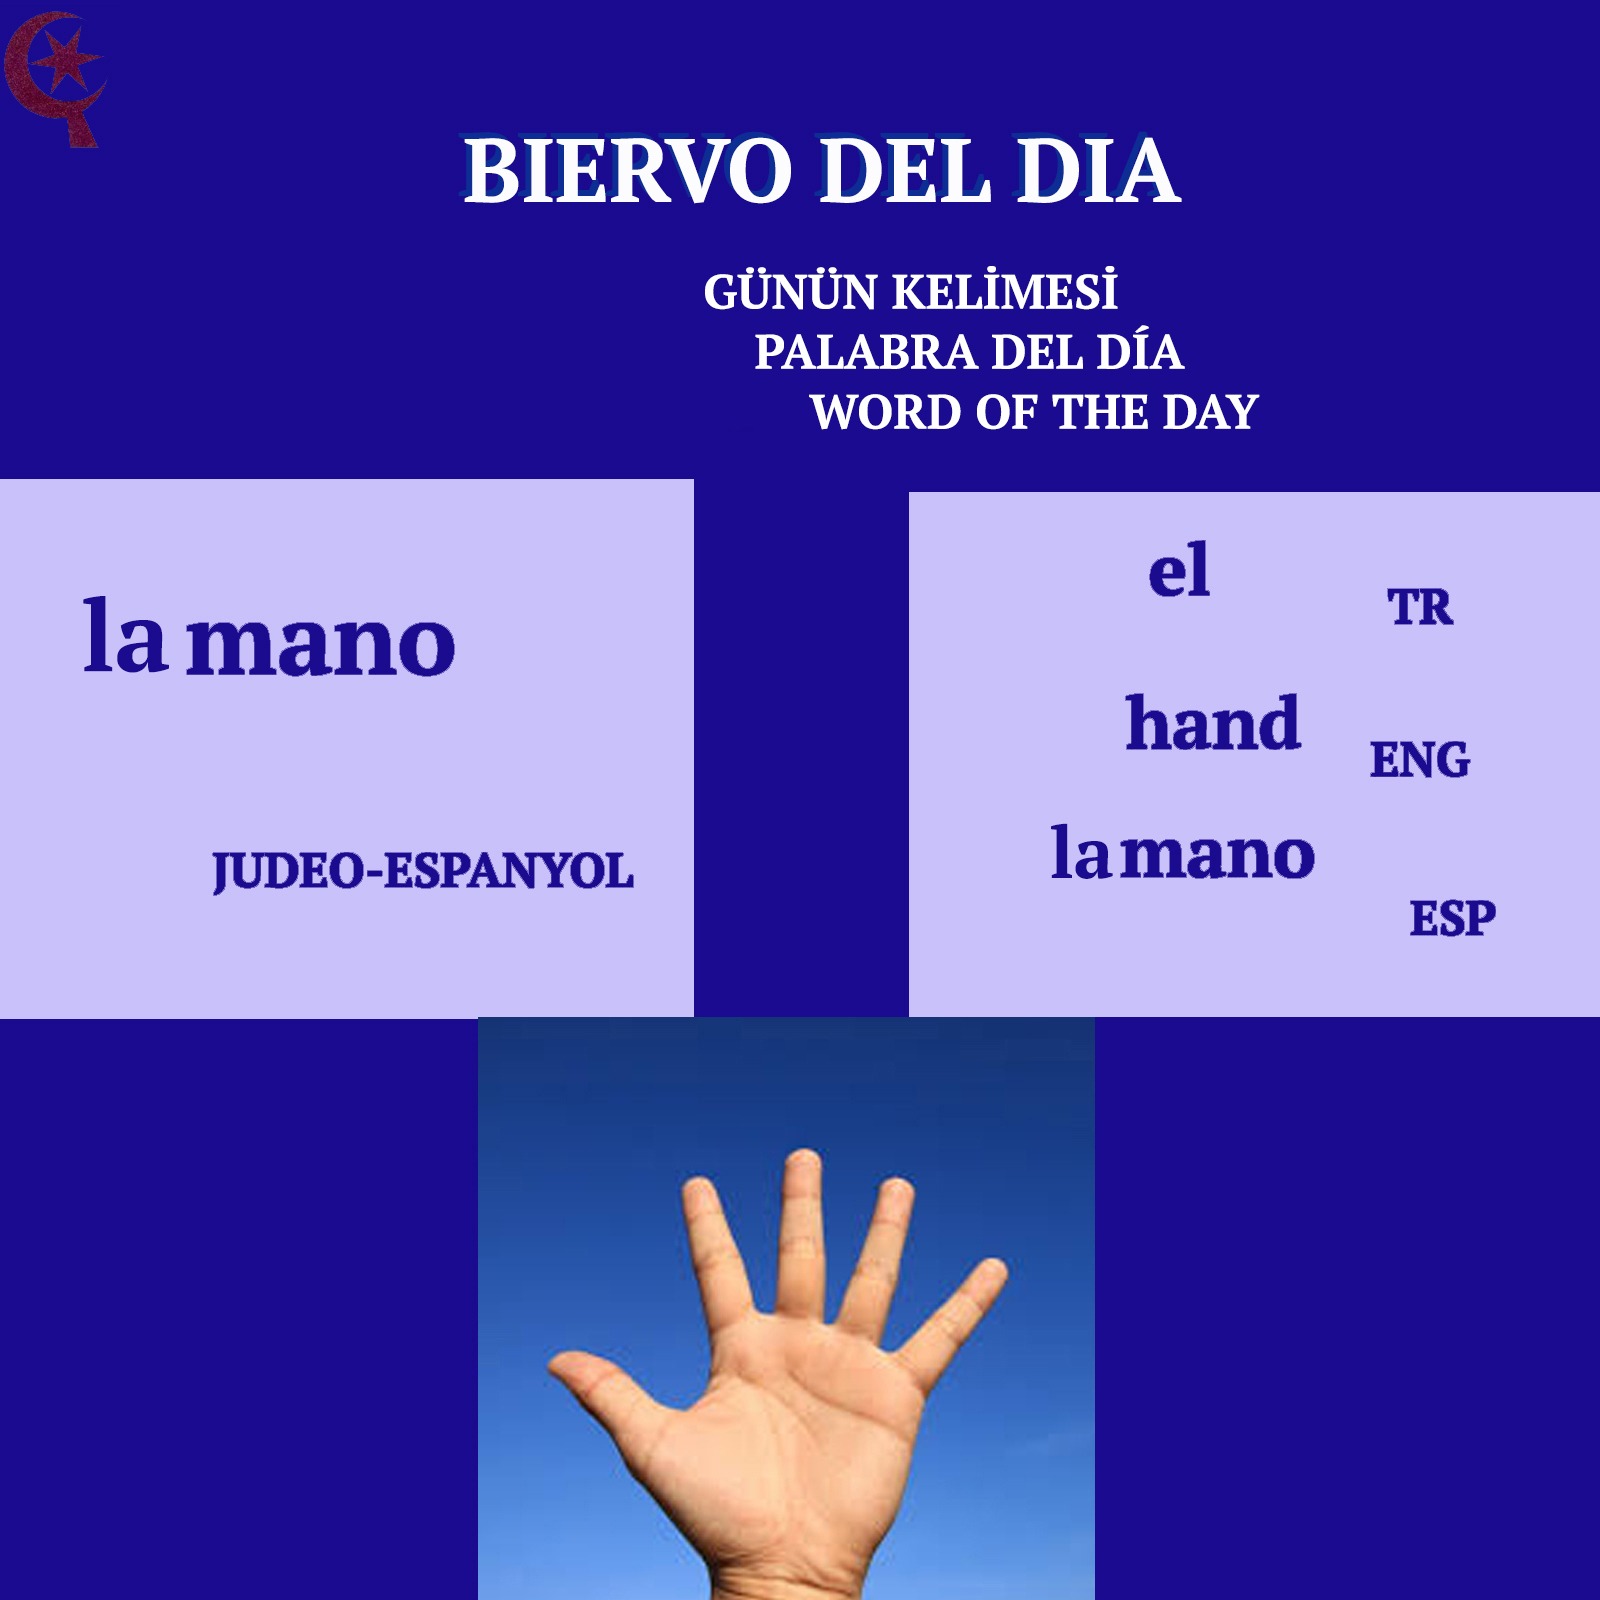 BIERVO DEL DIA
GÜNÜN KELİMESİ
PALABRA DEL DÍA
WORD OF THE DAY
la mano
JUDEO-ESPANYOL
el
TR
hand
ENG
la mano
ESP